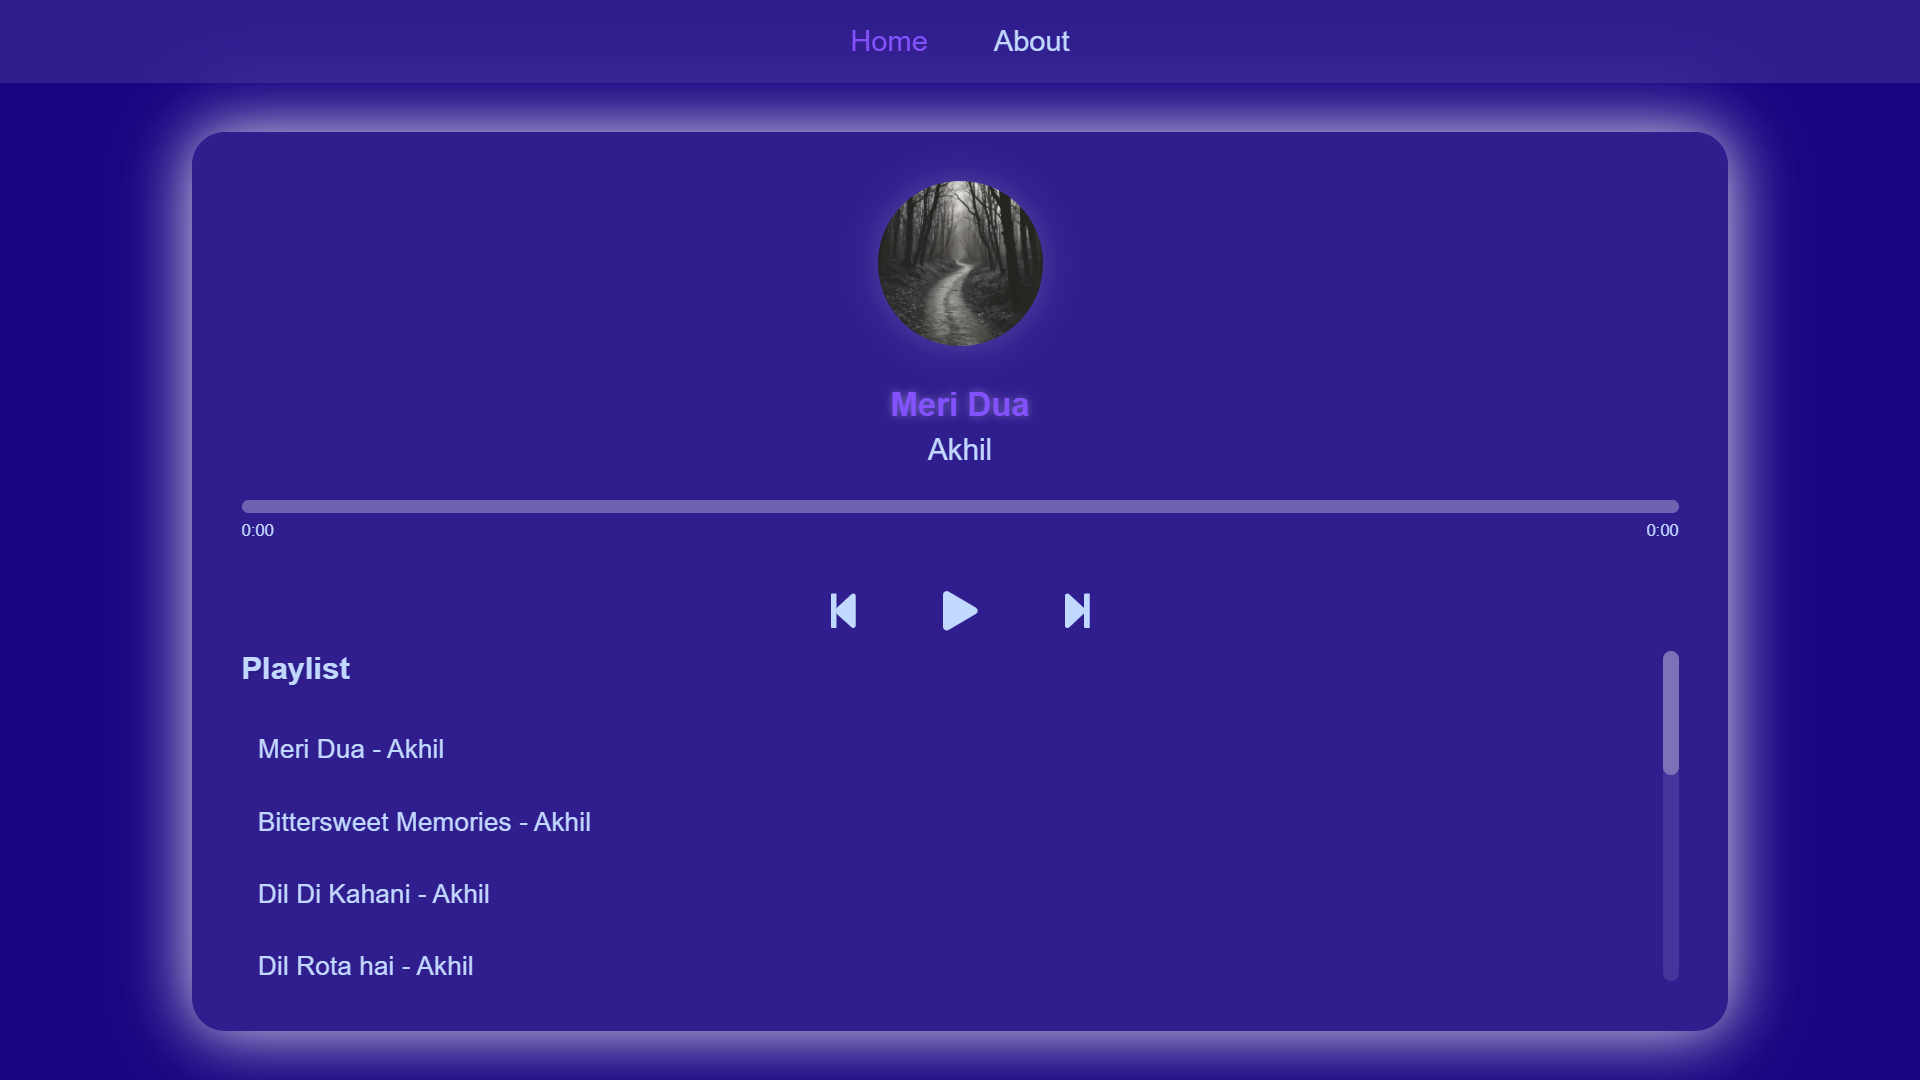 Home About
Meri Dua
Akhil
0:00 0:00
Playlist
Meri Dua - Akhil
Bittersweet Memories - Akhil
Dil Di Kahani - Akhil
Dil Rota hai - Akhil